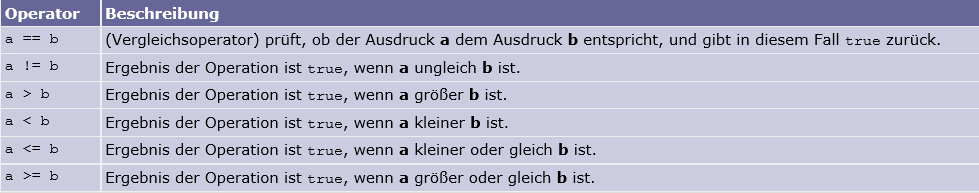 Operator Beschreibung
a == b (Vergleichsoperator) prüft, ob der Ausdruck a dem Ausdruck b entspricht, und gibt in diesem Fall true zurück.
a != b Ergebnis der Operation ist true, wenn a ungleich b ist.
a > b Ergebnis der Operation ist true, wenn a größer b ist.
a < b Ergebnis der Operation ist true, wenn a kleiner b ist.
a <= b Ergebnis der Operation ist true, wenn a kleiner oder gleich b ist.
a >= b Ergebnis der Operation ist true, wenn a größer oder gleich b ist.